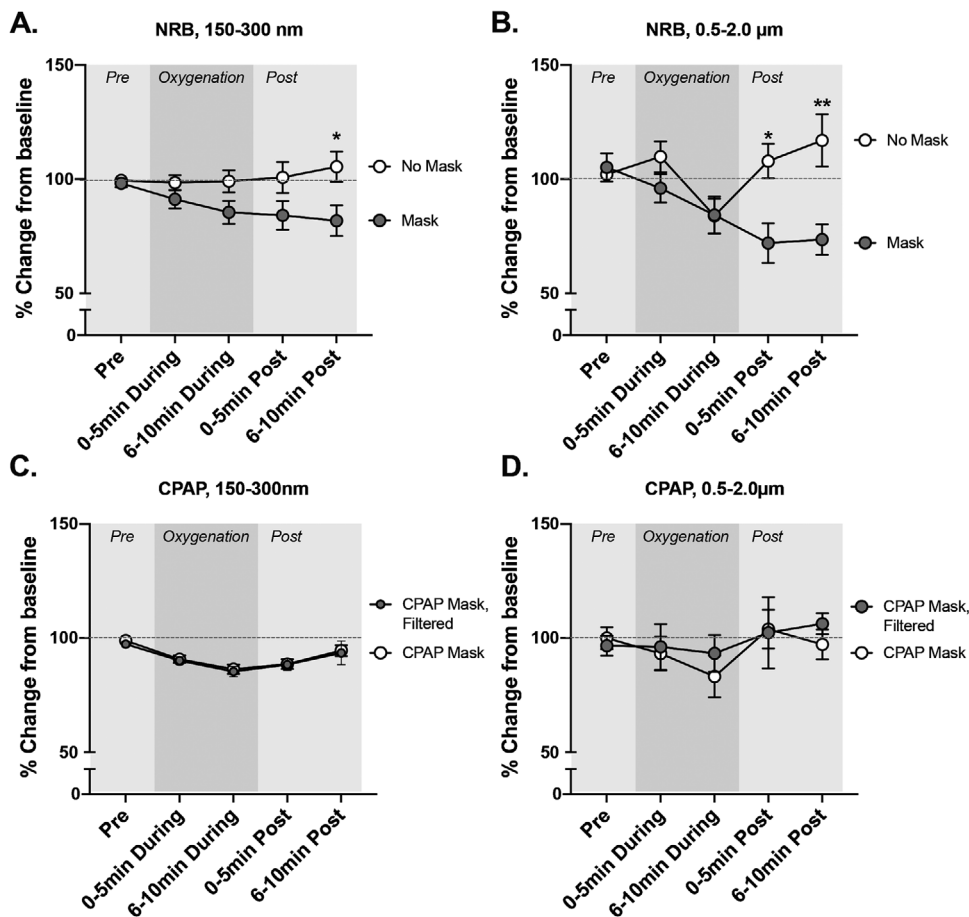 A.
NRB, 150-300 nm
% Change from baseline
150
100
50
0
Pre
Oxygenation
Post
*
No Mask
Mask
Pre
0-5min During
6-10min During
0-5min Post
6-10min Post
B.
NRB, 0.5-2.0 µm
% Change from baseline
150
100
50
0
Pre
Oxygenation
Post
*
**
No Mask
Mask
Pre
0-5min During
6-10min During
0-5min Post
6-10min Post
C.
CPAP, 150-300nm
% Change from baseline
150
100
50
0
Pre
Oxygenation
Post
CPAP Mask,
Filtered
CPAP Mask
Pre
0-5min During
6-10min During
0-5min Post
6-10min Post
D.
CPAP, 0.5-2.0µm
% Change from baseline
150
100
50
0
Pre
Oxygenation
Post
CPAP Mask,
Filtered
CPAP Mask
Pre
0-5min During
6-10min During
0-5min Post
6-10min Post